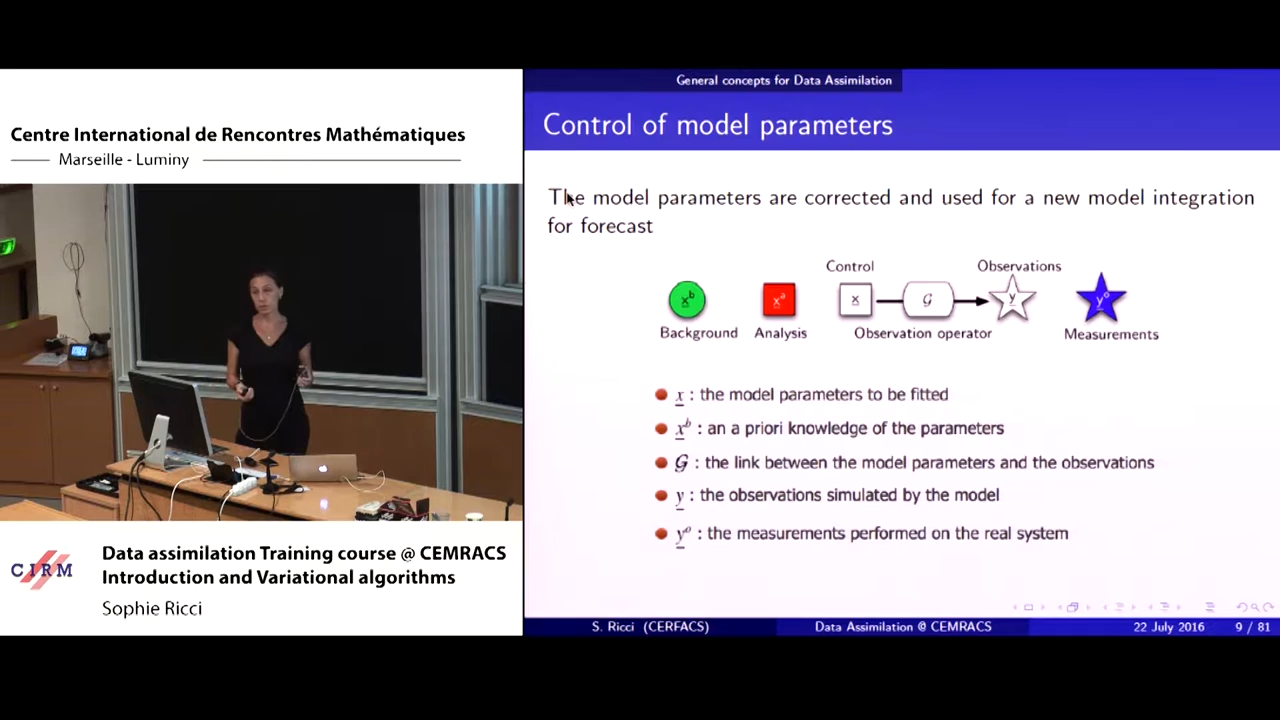 Centre International de Rencontres Mathématiques
Marseille - Luminy
CIRM
Data assimilation Training course @ CEMRACS
Introduction and Variational algorithms
Sophie Ricci
General concepts for Data Assimilation
Control of model parameters
The model parameters are corrected and used for a new model integration
for forecast
Control Observations
x^b x^a x 𝒢 y y^o
Background Analysis Observation operator Measurements
x : the model parameters to be fitted
x^b : an a priori knowledge of the parameters
𝒢 : the link between the model parameters and the observations
y : the observations simulated by the model
y^o : the measurements performed on the real system
S. Ricci (CERFACS) Data Assimilation @ CEMRACS 22 July 2016 9 / 81